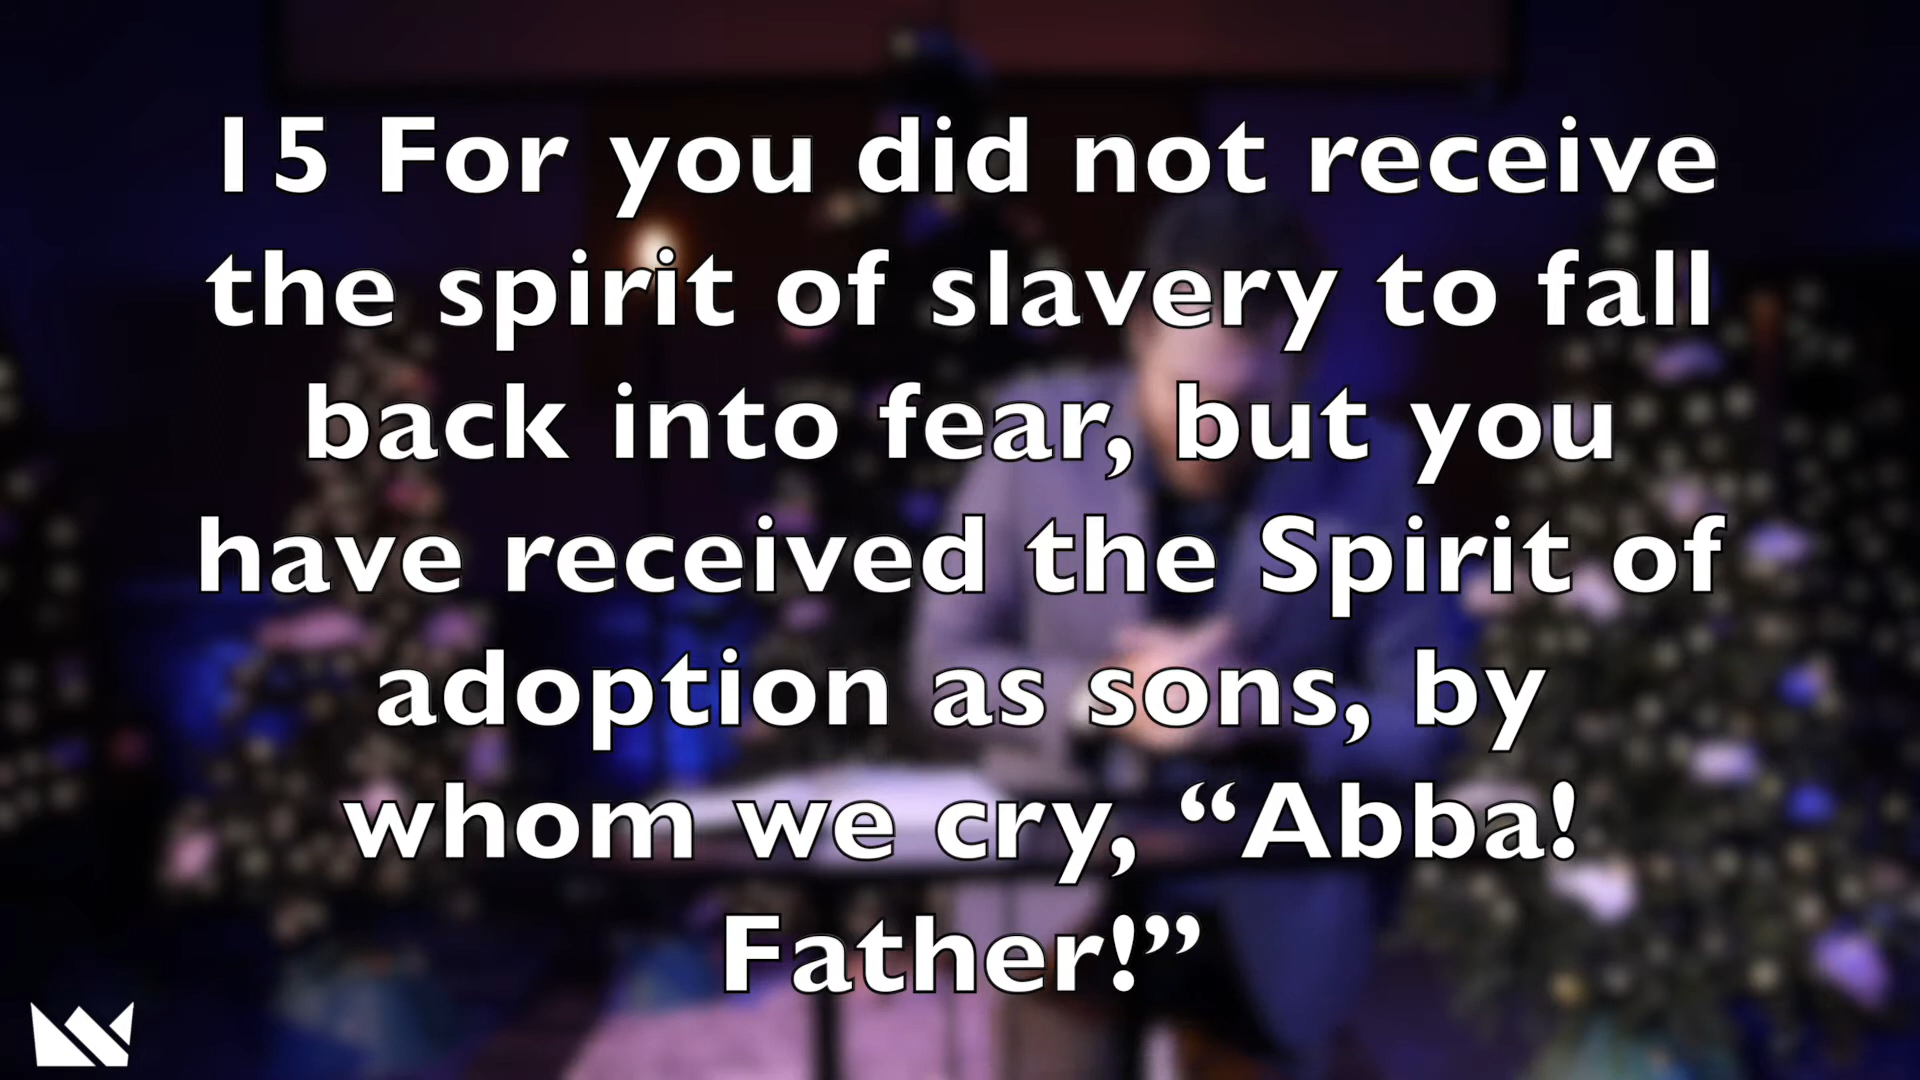 15 For you did not receive
the spirit of slavery to fall
back into fear, but you
have received the Spirit of
adoption as sons, by
whom we cry, “Abba!
Father!”